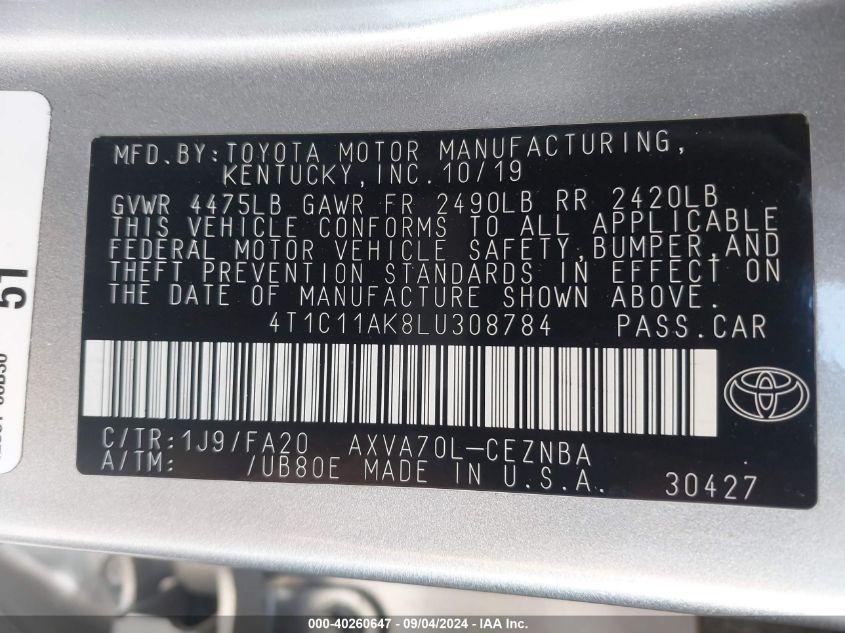 MFD.BY:TOYOTA MOTOR MANUFACTURING,
KENTUCKY,INC.10/19
GVWR 4475LB GAWR FR 2490LB RR 2420LB
THIS VEHICLE CONFORMS TO ALL APPLICABLE
FEDERAL MOTOR VEHICLE SAFETY,BUMPER,AND
THEFT PREVENTION STANDARDS IN EFFECT ON
THE DATE OF MANUFACTURE SHOWN ABOVE.
4T1C11AK8LU308784 PASS.CAR
C/TR:1J9/FA20 AXVA70L-CEZNBA
A/TM: /UB80E MADE IN U.S.A. 30427
51
000-40260647 - 09/04/2024 - IAA Inc.